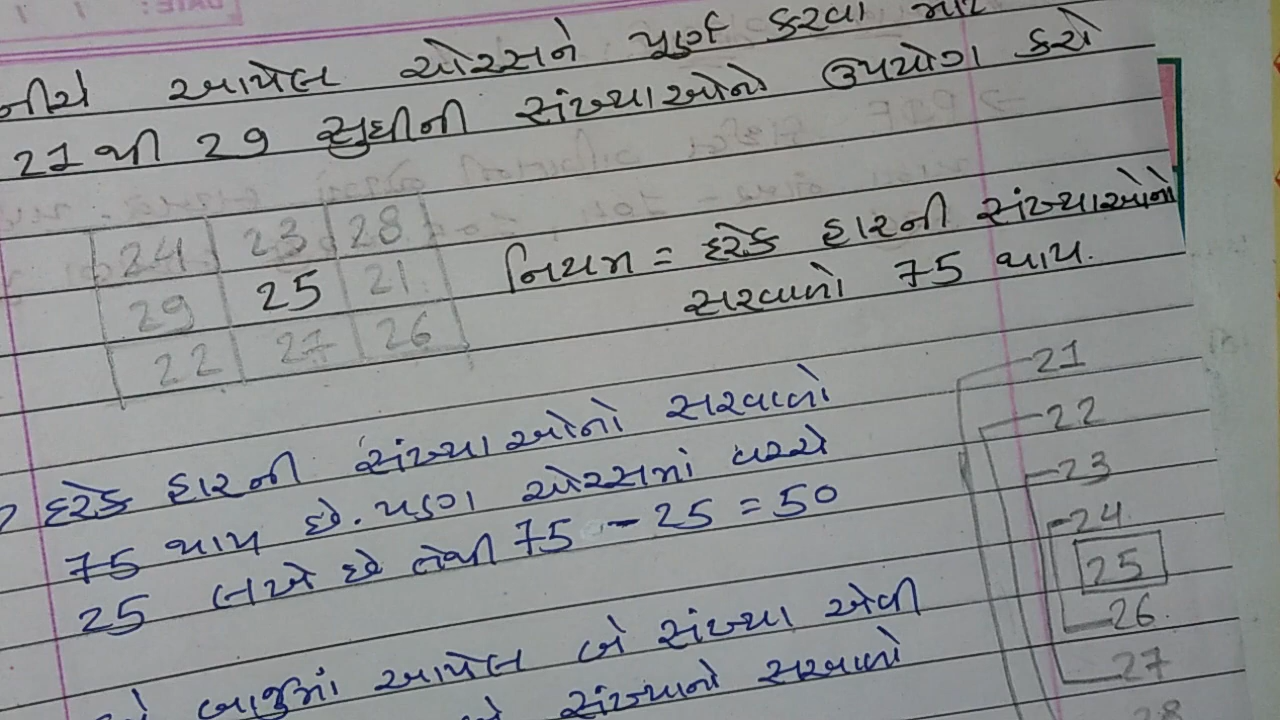 DATE:
નીચે આપેલ ચોરસને પૂર્ણ કરવા માટે
21 થી 29 સુધીની સંખ્યાઓનો ઉપયોગ કરો
24 23 28
29 25 21
22 27 26
નિયમ = દરેક હારની સંખ્યાઓનો
સરવાળો 75 થાય.
દરેક હારની સંખ્યાઓનો સરવાળો
75 થાય છે. પણ ચોરસમાં વચ્ચે
25 લખે છે તેથી 75 - 25 = 50
બાજુમાં આપેલ બે સંખ્યા એવી
સંખ્યાનો સરવાળો
21
22
23
24
25
26
27
28